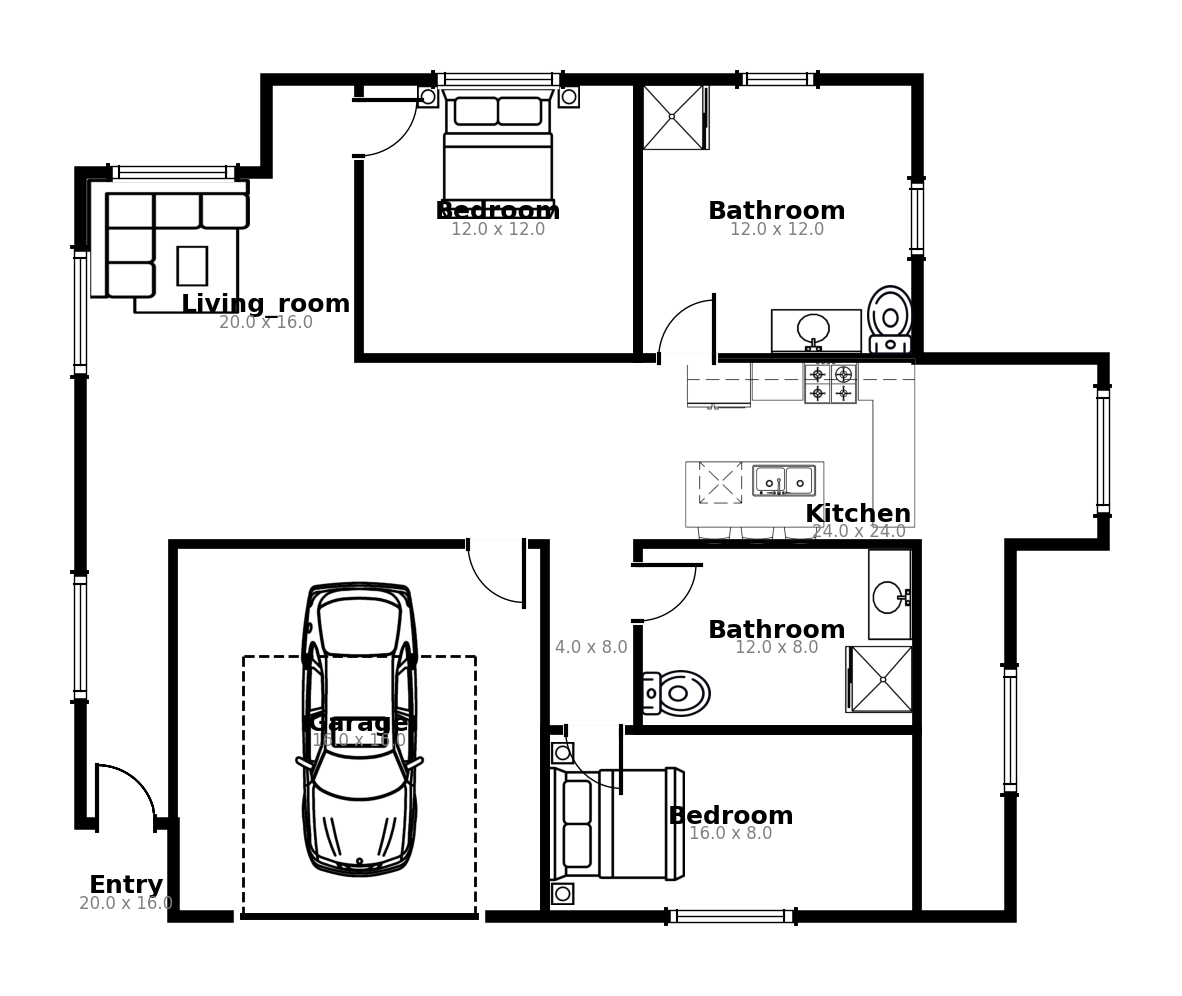 Bedroom
12.0 x 12.0
Bathroom
12.0 x 12.0
Living_room
20.0 x 16.0
Kitchen
24.0 x 24.0
Bathroom
12.0 x 8.0
4.0 x 8.0
Garage
16.0 x 16.0
Bedroom
16.0 x 8.0
Entry
20.0 x 16.0